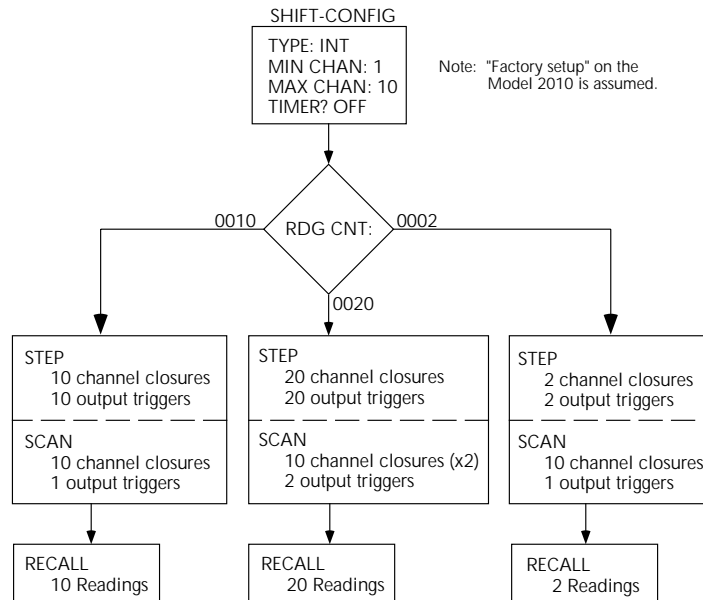 SHIFT-CONFIG
TYPE: INT
MIN CHAN: 1
MAX CHAN: 10
TIMER? OFF
Note: "Factory setup" on the
Model 2010 is assumed.
0010
RDG CNT:
0002
0020
STEP
10 channel closures
10 output triggers
SCAN
10 channel closures
1 output triggers
RECALL
10 Readings
STEP
20 channel closures
20 output triggers
SCAN
10 channel closures (x2)
2 output triggers
RECALL
20 Readings
STEP
2 channel closures
2 output triggers
SCAN
10 channel closures
1 output triggers
RECALL
2 Readings